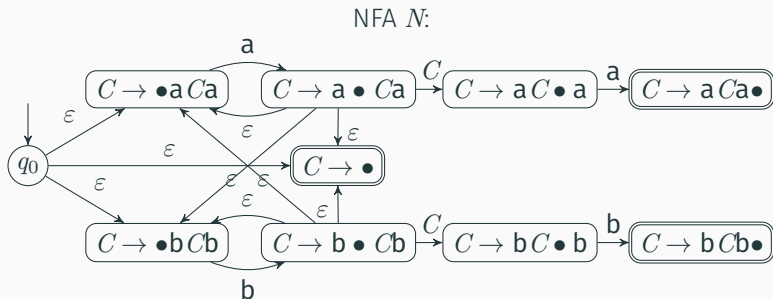 NFA N:
a
C → •aCa
C → a • Ca
C
C → aC • a
a
C → aCa•
ε
ε
ε
q₀
ε
C → •
ε
ε
ε
ε
ε
C → •bCb
C → b • Cb
C
C → bC • b
b
C → bCb•
b